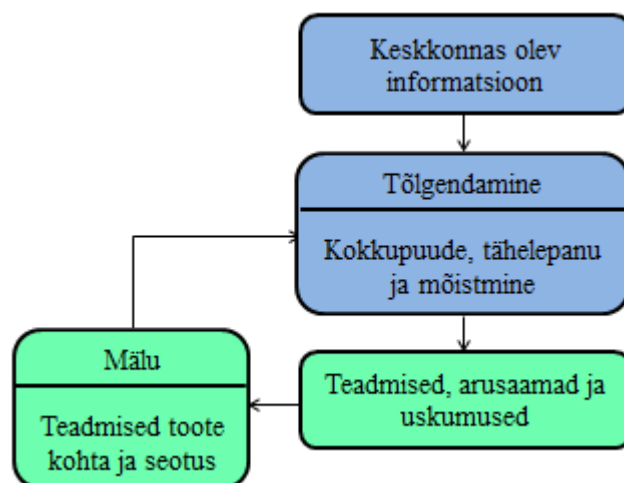 Keskkonnas olev
informatsioon
Tõlgendamine
Kokkupuude, tähelepanu
ja mõistmine
Teadmised, arusaamad ja
uskumused
Mälu
Teadmised toote
kohta ja seotus